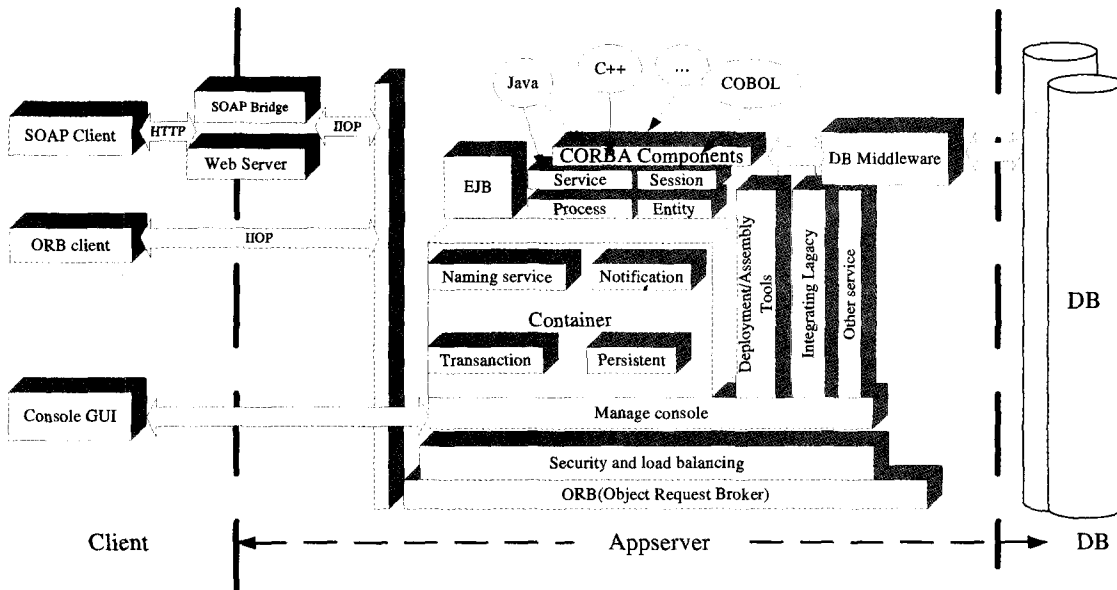 Java
C++
...
COBOL
SOAP Bridge
SOAP Client
HTTP
IIOP
Web Server
CORBA Components
DB Middleware
EJB
Service
Session
Process
Entity
ORB client
IIOP
Naming service
Notification
Container
Transanction
Persistent
Deployment/Assembly
Tools
Integrating Lagacy
Other service
DB
Console GUI
Manage console
Security and load balancing
ORB(Object Request Broker)
Client
Appserver
DB